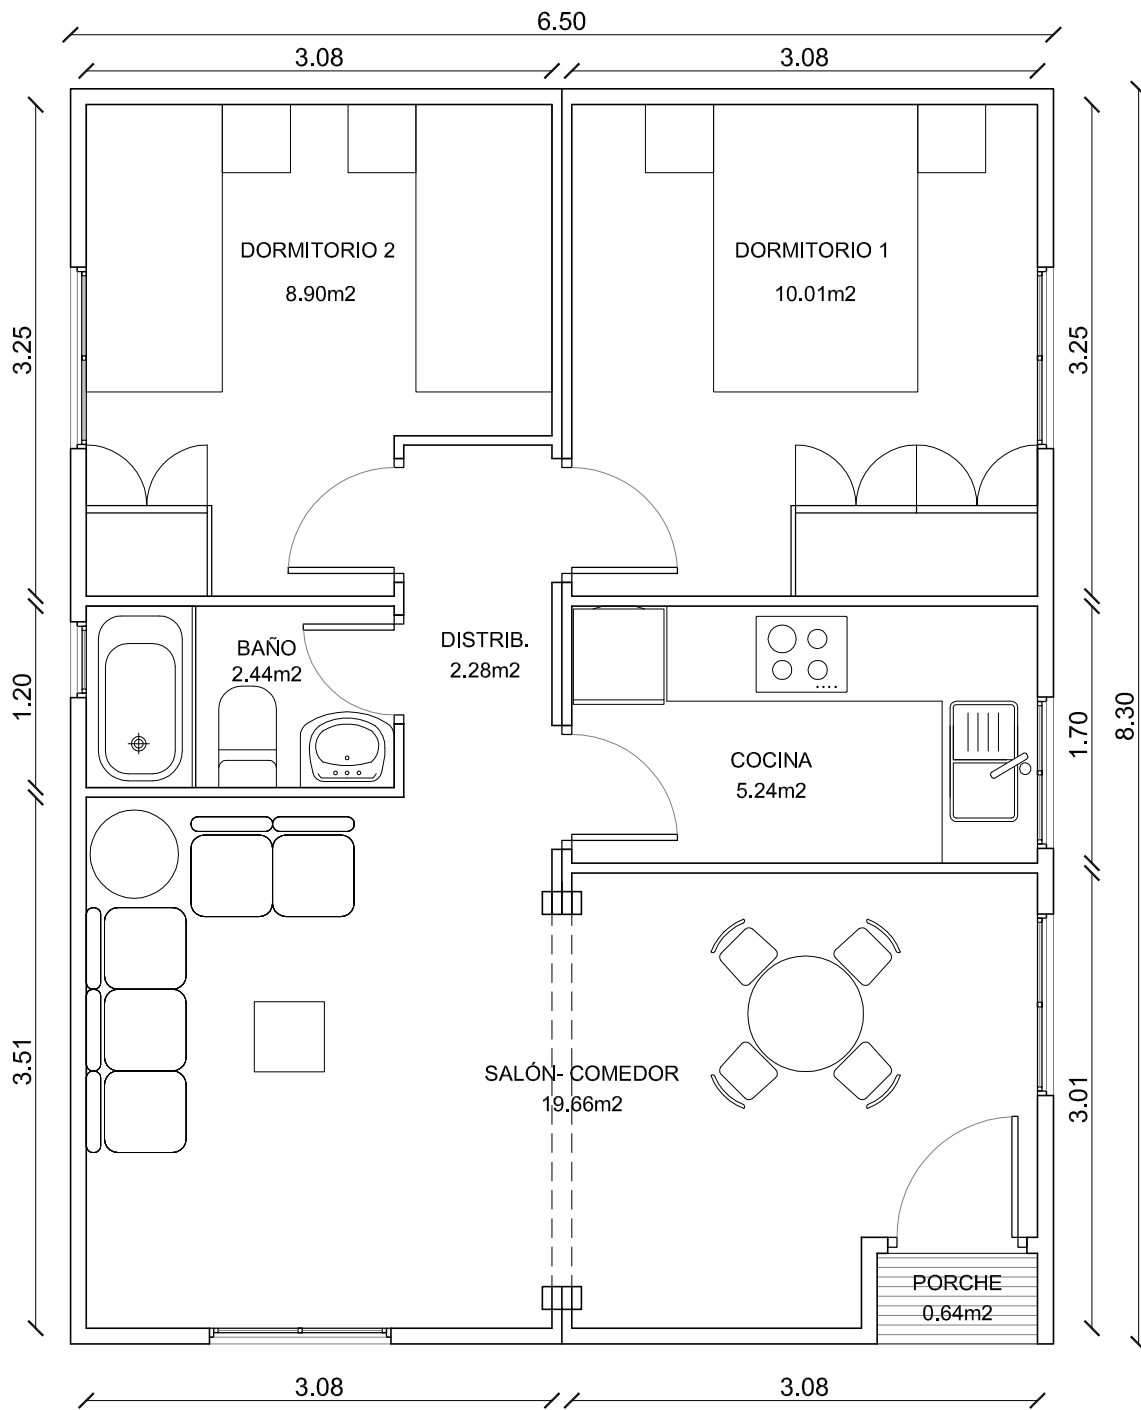 6.50
3.08
3.08
DORMITORIO 2
8.90m2
DORMITORIO 1
10.01m2
3.25
3.25
BAÑO
2.44m2
DISTRIB.
2.28m2
1.20
COCINA
5.24m2
1.70
8.30
SALÓN- COMEDOR
19.66m2
3.51
3.01
PORCHE
0.64m2
3.08
3.08